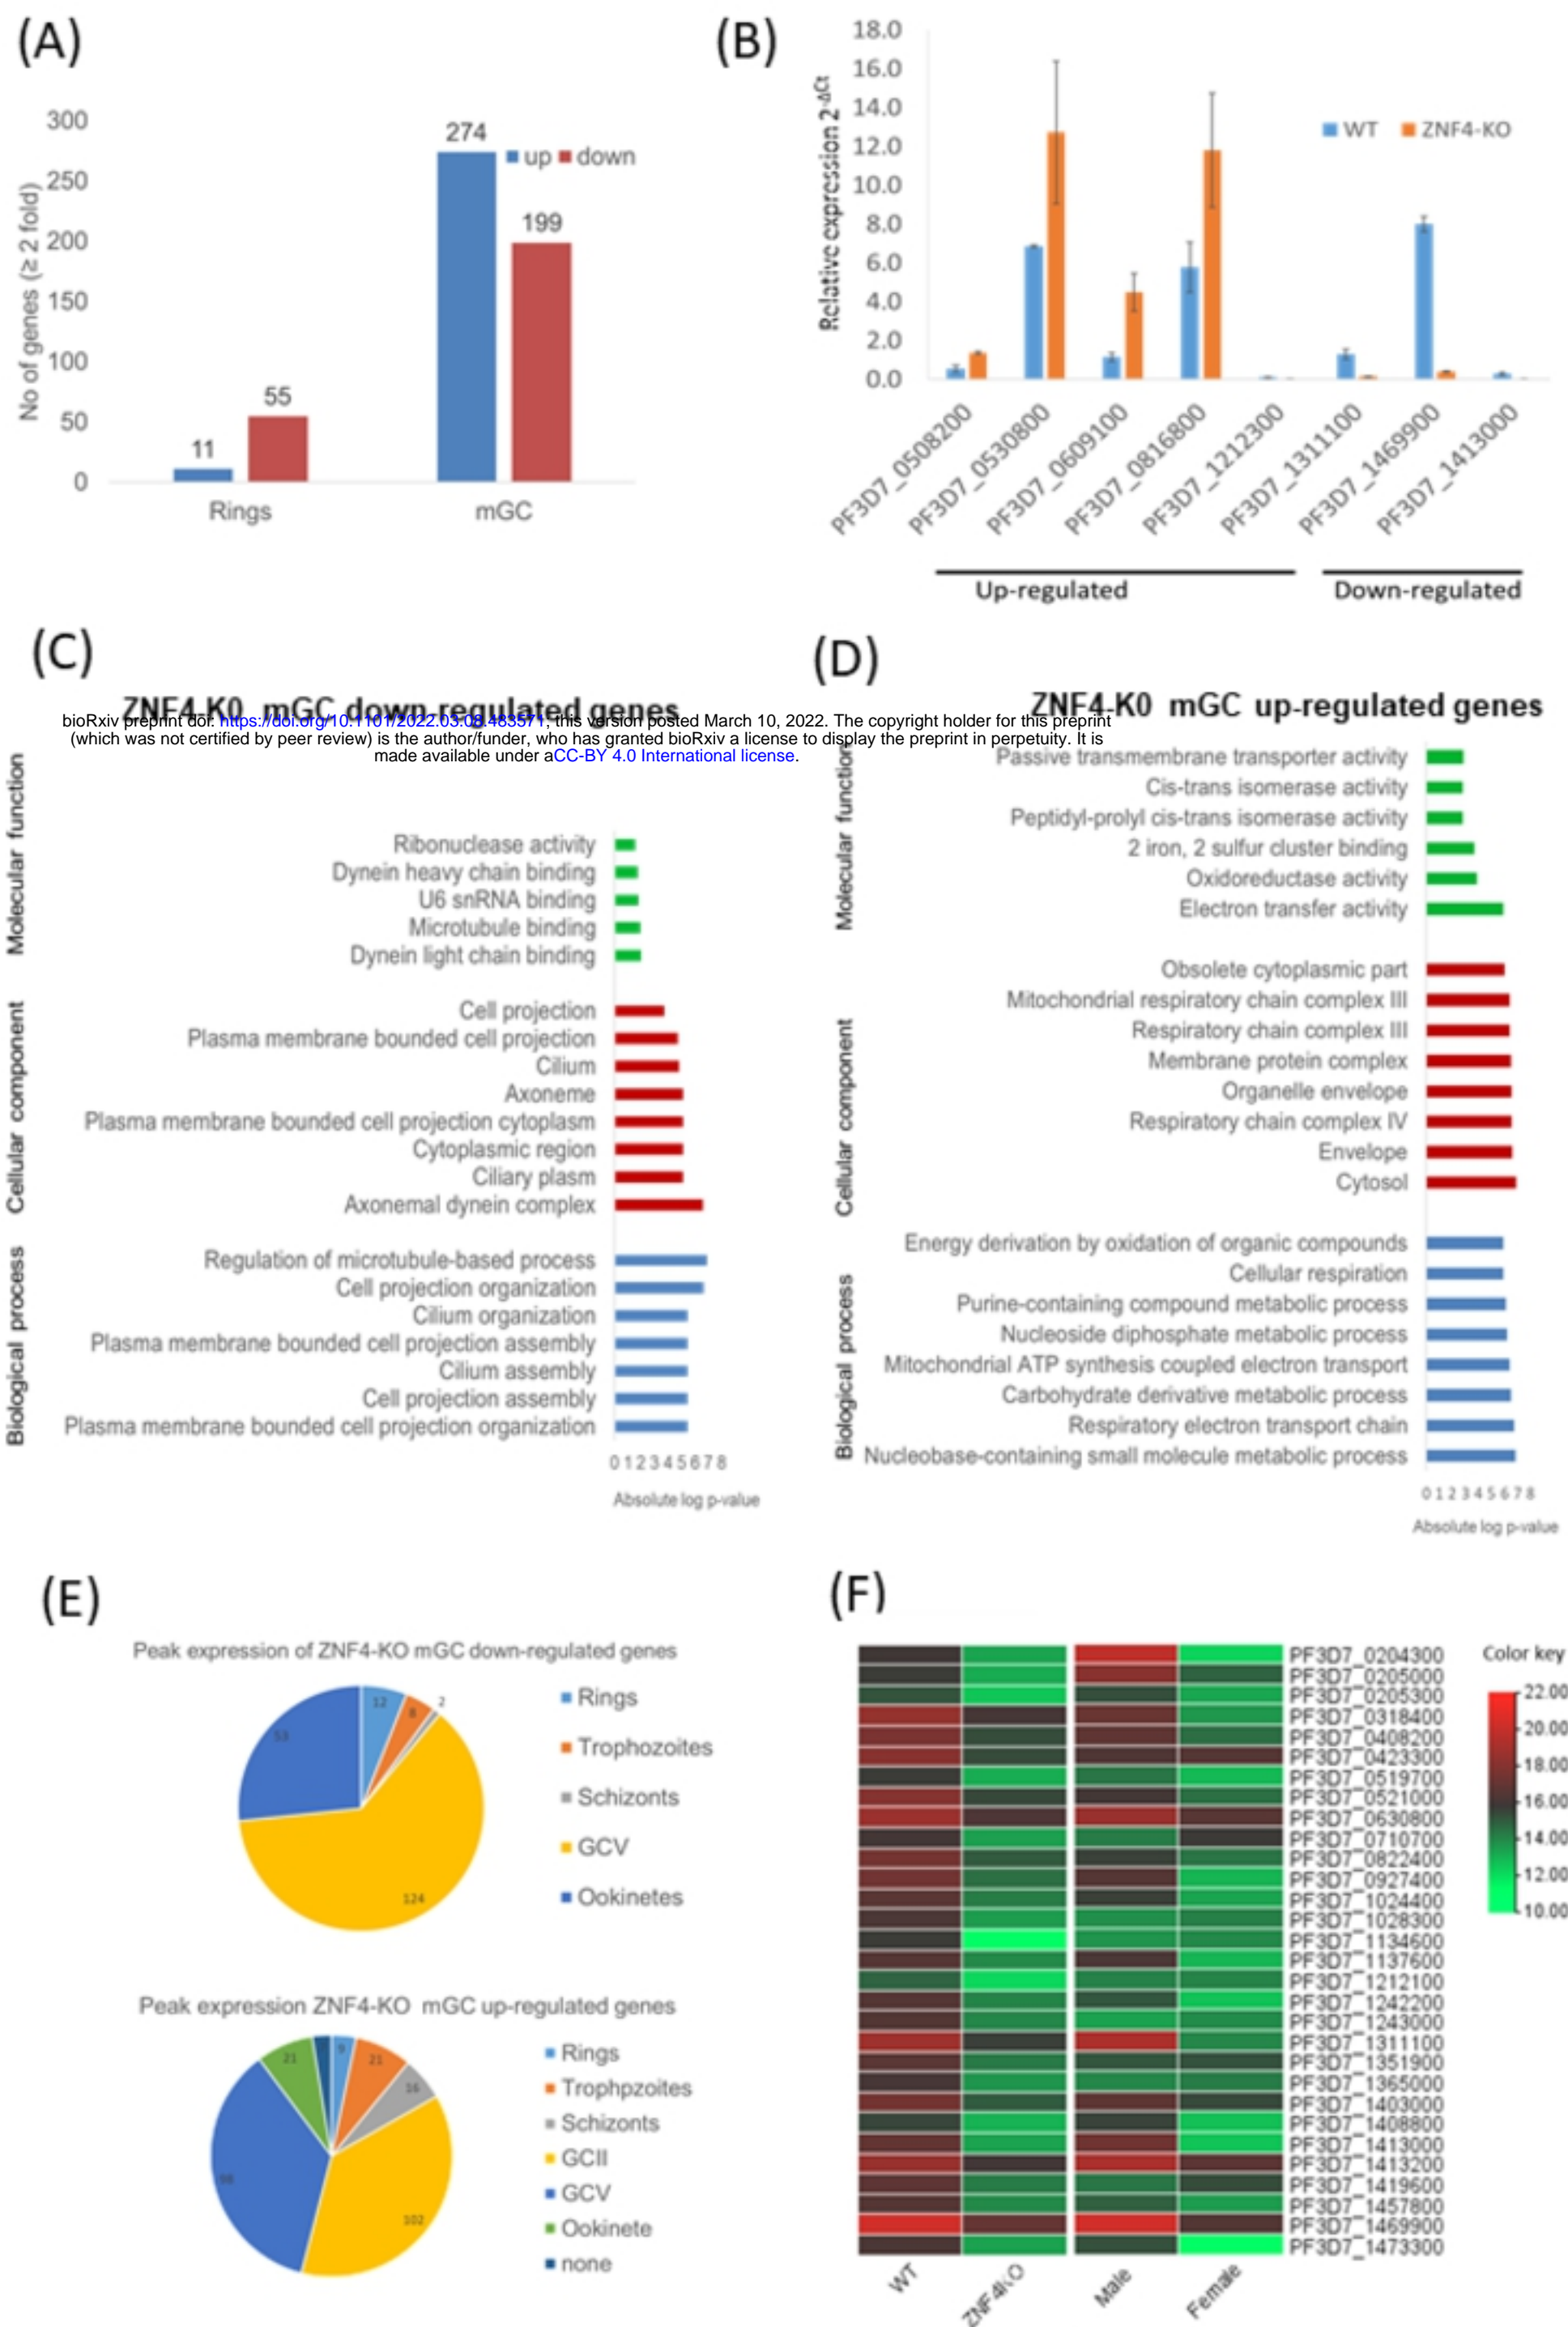 (A)
300
250
200
150
100
50
0
No of genes (≥ 2 fold)
11
55
274
199
up down
Rings
mGC
(B)
18.0
16.0
14.0
12.0
10.0
8.0
6.0
4.0
2.0
0.0
Relative expression 2-ΔCt
WT ZNF4-KO
PF3D7_0508200
PF3D7_0530800
PF3D7_0609100
PF3D7_0816800
PF3D7_1212300
PF3D7_1311100
PF3D7_1469900
PF3D7_1413000
Up-regulated
Down-regulated
(C)
ZNF4-K0 mGC down-regulated genes
bioRxiv preprint doi: https://doi.org/10.1101/2022.03.08.483571; this version posted March 10, 2022. The copyright holder for this preprint
(which was not certified by peer review) is the author/funder, who has granted bioRxiv a license to display the preprint in perpetuity. It is
made available under aCC-BY 4.0 International license.
Molecular function
Ribonuclease activity
Dynein heavy chain binding
U6 snRNA binding
Microtubule binding
Dynein light chain binding
Cellular component
Cell projection
Plasma membrane bounded cell projection
Cilium
Axoneme
Plasma membrane bounded cell projection cytoplasm
Cytoplasmic region
Ciliary plasm
Axonemal dynein complex
Biological process
Regulation of microtubule-based process
Cell projection organization
Cilium organization
Plasma membrane bounded cell projection assembly
Cilium assembly
Cell projection assembly
Plasma membrane bounded cell projection organization
0 1 2 3 4 5 6 7 8
Absolute log p-value
(D)
ZNF4-K0 mGC up-regulated genes
Molecular function
Passive transmembrane transporter activity
Cis-trans isomerase activity
Peptidyl-prolyl cis-trans isomerase activity
2 iron, 2 sulfur cluster binding
Oxidoreductase activity
Electron transfer activity
Cellular component
Obsolete cytoplasmic part
Mitochondrial respiratory chain complex III
Respiratory chain complex III
Membrane protein complex
Organelle envelope
Respiratory chain complex IV
Envelope
Cytosol
Biological process
Energy derivation by oxidation of organic compounds
Cellular respiration
Purine-containing compound metabolic process
Nucleoside diphosphate metabolic process
Mitochondrial ATP synthesis coupled electron transport
Carbohydrate derivative metabolic process
Respiratory electron transport chain
Nucleobase-containing small molecule metabolic process
0 1 2 3 4 5 6 7 8
Absolute log p-value
(E)
Peak expression of ZNF4-KO mGC down-regulated genes
12
8
2
53
124
Rings
Trophozoites
Schizonts
GCV
Ookinetes
Peak expression ZNF4-KO mGC up-regulated genes
9
21
16
21
98
102
Rings
Trophpzoites
Schizonts
GCII
GCV
Ookinete
none
(F)
PF3D7_0204300
PF3D7_0205000
PF3D7_0205300
PF3D7_0318400
PF3D7_0408200
PF3D7_0423300
PF3D7_0519700
PF3D7_0521000
PF3D7_0630800
PF3D7_0710700
PF3D7_0822400
PF3D7_0927400
PF3D7_1024400
PF3D7_1028300
PF3D7_1134600
PF3D7_1137600
PF3D7_1212100
PF3D7_1242200
PF3D7_1243000
PF3D7_1311100
PF3D7_1351900
PF3D7_1365000
PF3D7_1403000
PF3D7_1408800
PF3D7_1413000
PF3D7_1413200
PF3D7_1419600
PF3D7_1457800
PF3D7_1469900
PF3D7_1473300
WT
ZNF4KO
Male
Female
Color key
22.00
20.00
18.00
16.00
14.00
12.00
10.00